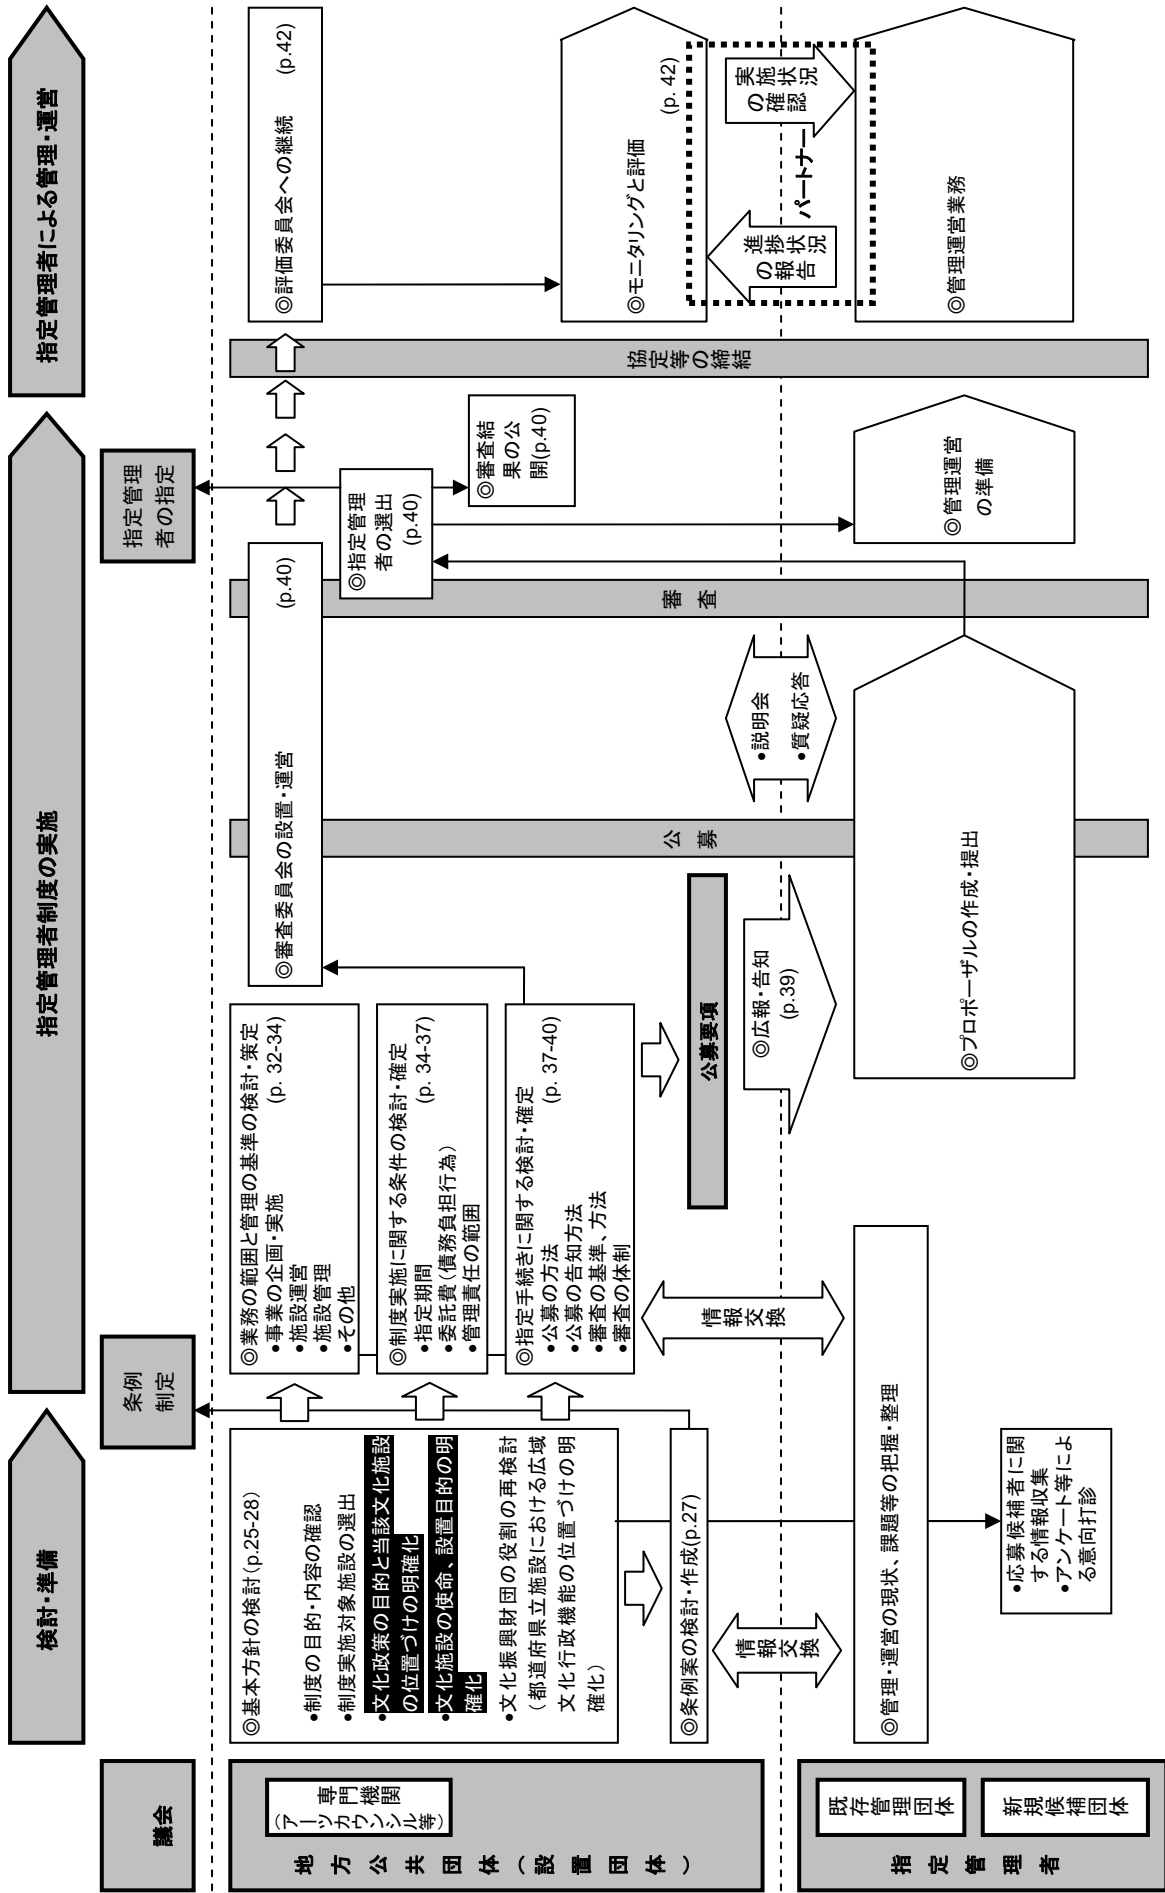 検討・準備
指定管理者制度の実施
指定管理者による管理・運営
議会
条例
制定
指定管理
者の指定
地方公共団体（設置団体）
専門機関
（アーツカウンシル等）
◎基本方針の検討（p.25-28）
•制度の目的・内容の確認
•制度実施対象施設の選出
•文化政策の目的と当該文化施設
の位置づけの明確化
•文化施設の使命、設置目的の明
確化
•文化振興財団の役割の再検討
（都道府県立施設における広域
文化行政機能の位置づけの明
確化）
◎条例案の検討・作成(p.27)
◎業務の範囲と管理の基準の検討・策定
(p. 32-34)
•事業の企画・実施
•施設運営
•施設管理
•その他
◎制度実施に関する条件の検討・確定
(p. 34-37)
•指定期間
•委託費（債務負担行為）
•管理責任の範囲
◎指定手続きに関する検討・確定
(p. 37-40)
•公募の方法
•公募の告知方法
•審査の基準、方法
•審査の体制
公募要項
◎審査委員会の設置・運営 (p.40)
◎指定管理
者の選出
(p.40)
◎審査結
果の公
開(p.40)
◎評価委員会への継続 (p.42)
◎モニタリングと評価
(p. 42)
公募
審査
協定等の締結
情報
交換
情報
交換
◎広報・告知
(p.39)
•説明会
•質疑応答
進捗状況
の報告
パートナー
実施状況
の確認
指定管理者
既存管理団体
新規候補団体
◎管理・運営の現状、課題等の把握・整理
•応募候補者に関
する情報収集
•アンケート等によ
る意向打診
◎プロポーザルの作成・提出
◎管理運営
の準備
◎管理運営業務